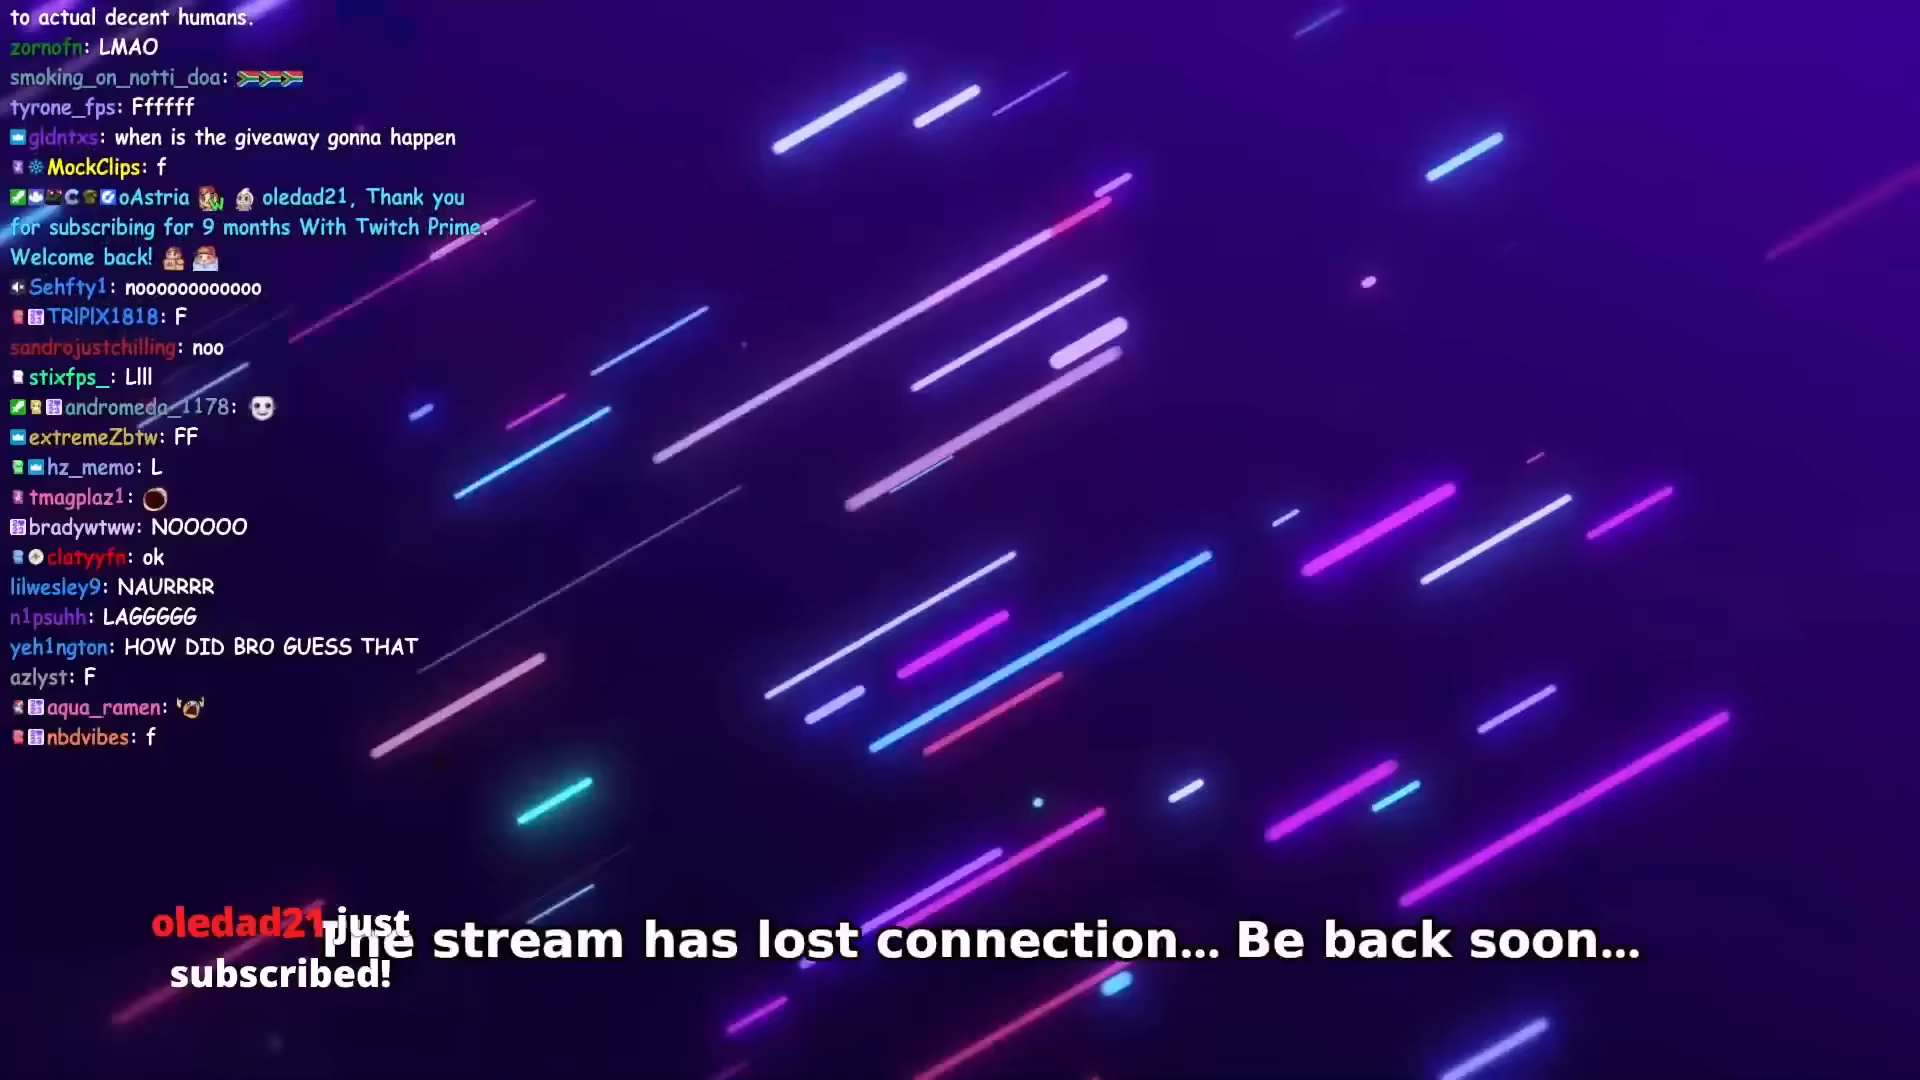 to actual decent humans.
zornofn: LMAO
smoking_on_notti_doa:
tyrone_fps: Ffffff
gldntxs: when is the giveaway gonna happen
MockClips: f
oAstria oledad21, Thank you
for subscribing for 9 months With Twitch Prime.
Welcome back!
Sehfty1: noooooooooooo
TRIPIX1818: F
sandrojustchilling: noo
stixfps_: Llll
andromeda_1178:
extremeZbtw: FF
hz_memo: L
tmagplaz1:
bradywtww: NOOOOO
clatyyfn: ok
lilwesley9: NAURRRR
n1psuhh: LAGGGGG
yeh1ngton: HOW DID BRO GUESS THAT
azlyst: F
aqua_ramen:
nbdvibes: f
oledad21 just
subscribed!
The stream has lost connection... Be back soon...